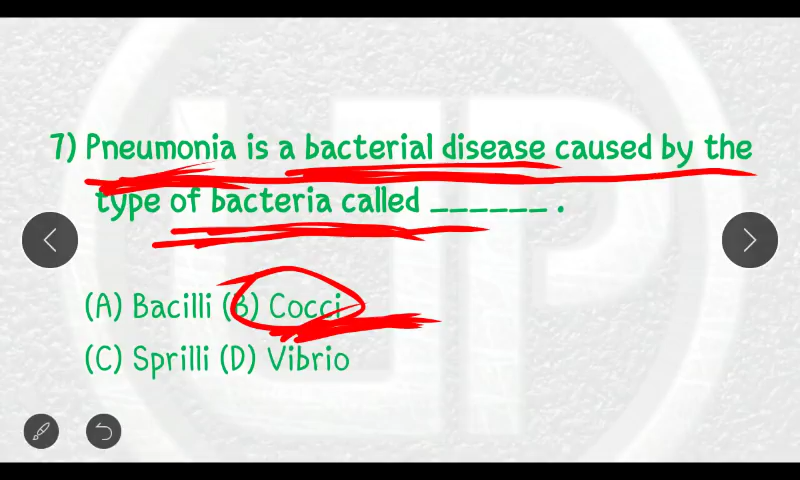 7) Pneumonia is a bacterial disease caused by the
type of bacteria called ______ .
(A) Bacilli (B) Cocci
(C) Sprilli (D) Vibrio